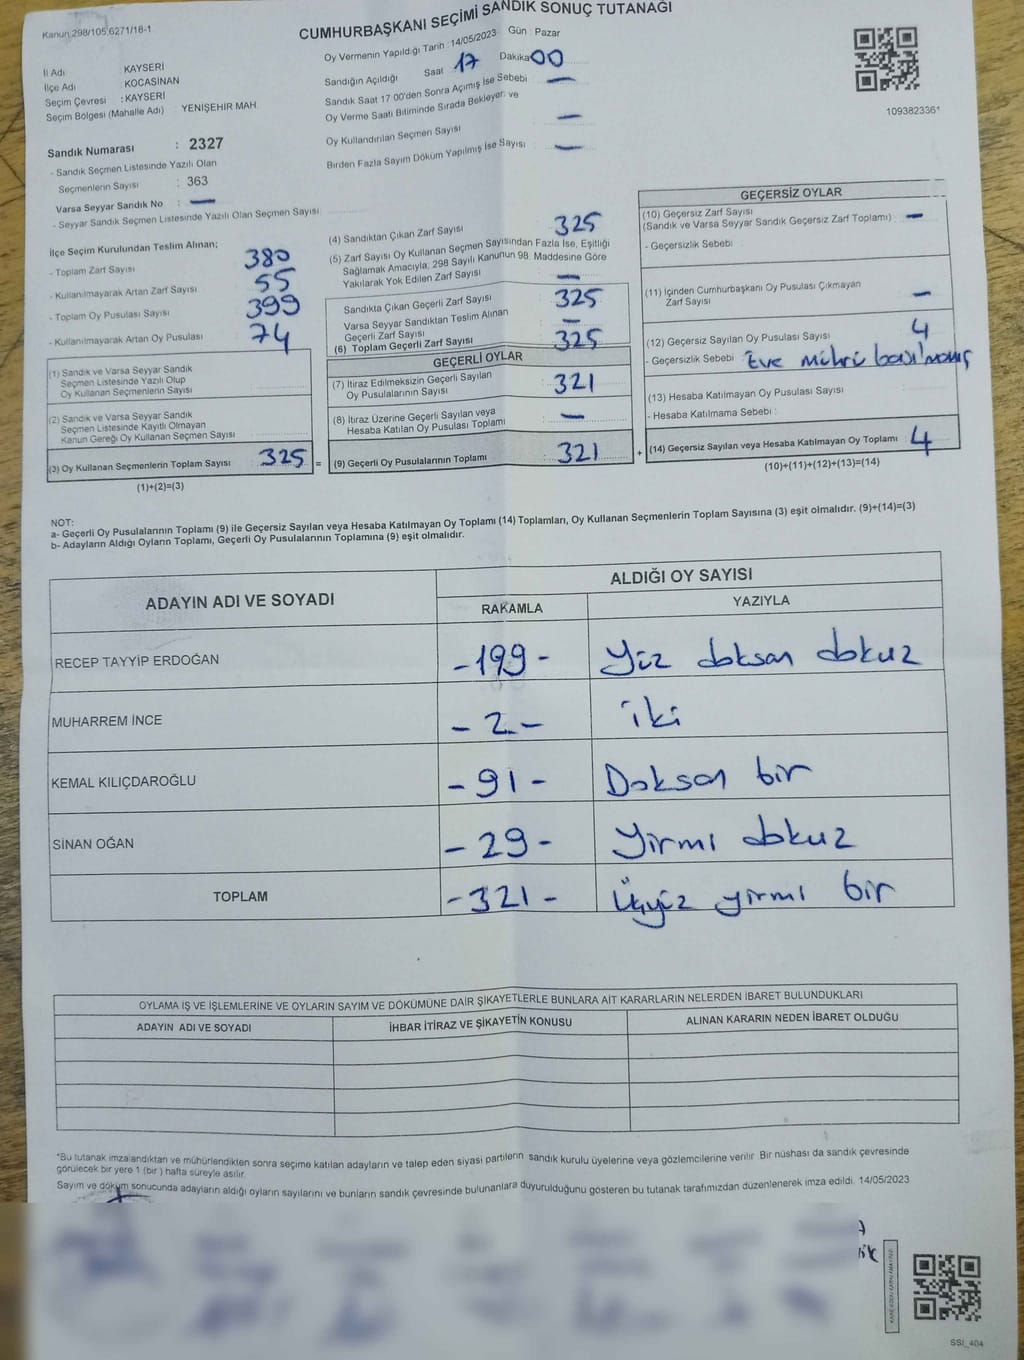 Kanun 298/105,6271/18-1
CUMHURBAŞKANI SEÇİMİ SANDIK SONUÇ TUTANAĞI
Oy Vermenin Yapıldığı Tarih : 14/05/2023 Gün : Pazar
İl Adı : KAYSERİ
İlçe Adı : KOCASİNAN
Seçim Çevresi : KAYSERİ
Seçim Bölgesi (Mahalle Adı) YENİŞEHİR MAH.
Sandığın Açıldığı Saat 17 Dakika 00
Sandık Saat 17 00'den Sonra Açmış İse Sebebi —
Oy Verme Saati Bitiminde Sırada Bekleyen ve
Oy Kullandırılan Seçmen Sayısı —
Birden Fazla Sayım Döküm Yapılmış İse Sayısı —
1093823361
Sandık Numarası : 2327
- Sandık Seçmen Listesinde Yazılı Olan
Seçmenlerin Sayısı : 363
Varsa Seyyar Sandık No : —
- Seyyar Sandık Seçmen Listesinde Yazılı Olan Seçmen Sayısı
İlçe Seçim Kurulundan Teslim Alınan;
- Toplam Zarf Sayısı 380
- Kullanılmayarak Artan Zarf Sayısı 55
- Toplam Oy Pusulası Sayısı 399
- Kullanılmayarak Artan Oy Pusulası 74
(1) Sandık ve Varsa Seyyar Sandık
Seçmen Listesinde Yazılı Olup
Oy Kullanan Seçmenlerin Sayısı
(2) Sandık ve Varsa Seyyar Sandık
Seçmen Listesinde Kayıtlı Olmayan
Kanun Gereği Oy Kullanan Seçmen Sayısı
(3) Oy Kullanan Seçmenlerin Toplam Sayısı 325 =
(1)+(2)=(3)
(4) Sandıktan Çıkan Zarf Sayısı 325
(5) Zarf Sayısı Oy Kullanan Seçmen Sayısından Fazla İse, Eşitliği
Sağlamak Amacıyla, 298 Sayılı Kanunun 98. Maddesine Göre
Yakılarak Yok Edilen Zarf Sayısı —
Sandıkta Çıkan Geçerli Zarf Sayısı 325
Varsa Seyyar Sandıktan Teslim Alınan
Geçerli Zarf Sayısı —
(6) Toplam Geçerli Zarf Sayısı 325
GEÇERLİ OYLAR
(7) İtiraz Edilmeksizin Geçerli Sayılan
Oy Pusulalarının Sayısı 321
(8) İtiraz Üzerine Geçerli Sayılan veya
Hesaba Katılan Oy Pusulası Toplamı —
(9) Geçerli Oy Pusulalarının Toplamı 321 +
GEÇERSİZ OYLAR
(10) Geçersiz Zarf Sayısı
(Sandık ve Varsa Seyyar Sandık Geçersiz Zarf Toplamı) : —
- Geçersizlik Sebebi :
(11) İçinden Cumhurbaşkanı Oy Pusulası Çıkmayan
Zarf Sayısı —
(12) Geçersiz Sayılan Oy Pusulası Sayısı 4
- Geçersizlik Sebebi : Eve mührü basılmamış
(13) Hesaba Katılmayan Oy Pusulası Sayısı
- Hesaba Katılmama Sebebi :
(14) Geçersiz Sayılan veya Hesaba Katılmayan Oy Toplamı 4
(10)+(11)+(12)+(13)=(14)
NOT:
a- Geçerli Oy Pusulalarının Toplamı (9) ile Geçersiz Sayılan veya Hesaba Katılmayan Oy Toplamı (14) Toplamları, Oy Kullanan Seçmenlerin Toplam Sayısına (3) eşit olmalıdır. (9)+(14)=(3)
b- Adayların Aldığı Oyların Toplamı, Geçerli Oy Pusulalarının Toplamına (9) eşit olmalıdır.
ADAYIN ADI VE SOYADI ALDIĞI OY SAYISI
RAKAMLA YAZIYLA
RECEP TAYYİP ERDOĞAN -199- Yüz doksan dokuz
MUHARREM İNCE -2- iki
KEMAL KILIÇDAROĞLU -91- Doksan bir
SİNAN OĞAN -29- Yirmi dokuz
TOPLAM -321- Üçyüz yirmi bir
OYLAMA İŞ VE İŞLEMLERİNE VE OYLARIN SAYIM VE DÖKÜMÜNE DAİR ŞİKAYETLERLE BUNLARA AİT KARARLARIN NELERDEN İBARET BULUNDUKLARI
ADAYIN ADI VE SOYADI İHBAR İTİRAZ VE ŞİKAYETİN KONUSU ALINAN KARARIN NEDEN İBARET OLDUĞU
*Bu tutanak imzalandıktan ve mühürlendikten sonra seçime katılan adayların ve talep eden siyasi partilerin sandık kurulu üyelerine veya gözlemcilerine verilir. Bir nüshası da sandık çevresinde
görülecek bir yere 1 (bir) hafta süreyle asılır.
Sayım ve döküm sonucunda adayların aldığı oyların sayılarını ve bunların sandık çevresinde bulunanlara duyurulduğunu gösteren bu tutanak tarafımızdan düzenlenerek imza edildi. 14/05/2023
SSI_404